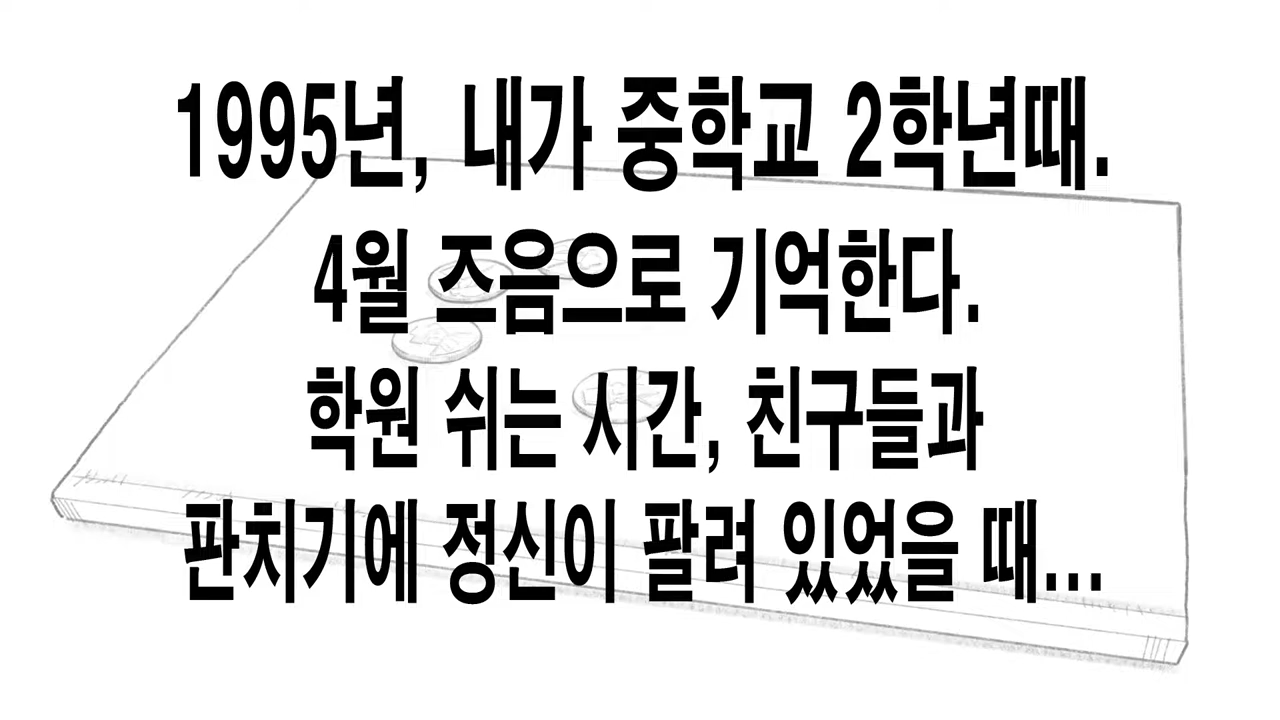 1995년, 내가 중학교 2학년때.
4월 즈음으로 기억한다.
학원 쉬는 시간, 친구들과
판치기에 정신이 팔려 있었을 때...